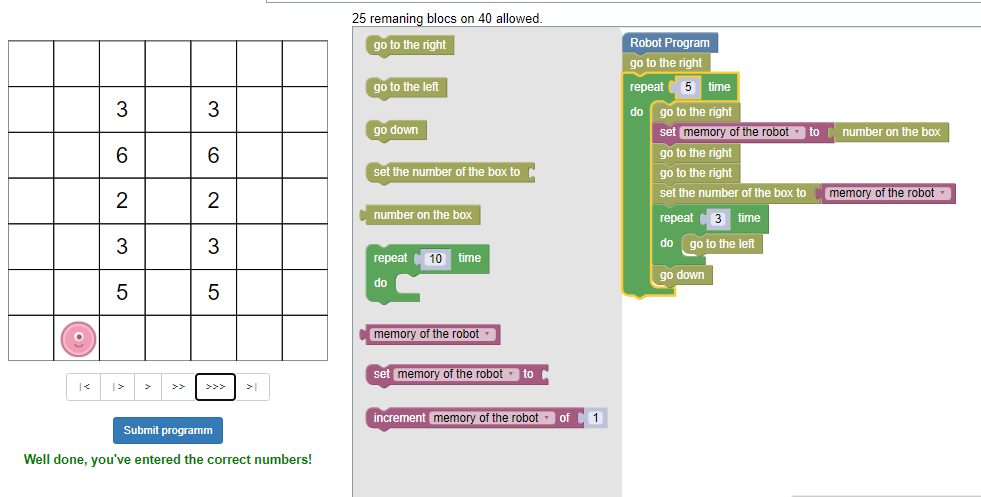 25 remaning blocs on 40 allowed.
3 3
6 6
2 2
3 3
5 5
|< |> > >> >>> >|
Submit programm
Well done, you've entered the correct numbers!
go to the right
go to the left
go down
set the number of the box to
number on the box
repeat 10 time
do
memory of the robot
set memory of the robot to
increment memory of the robot of 1
Robot Program
go to the right
repeat 5 time
do go to the right
set memory of the robot to number on the box
go to the right
go to the right
set the number of the box to memory of the robot
repeat 3 time
do go to the left
go down